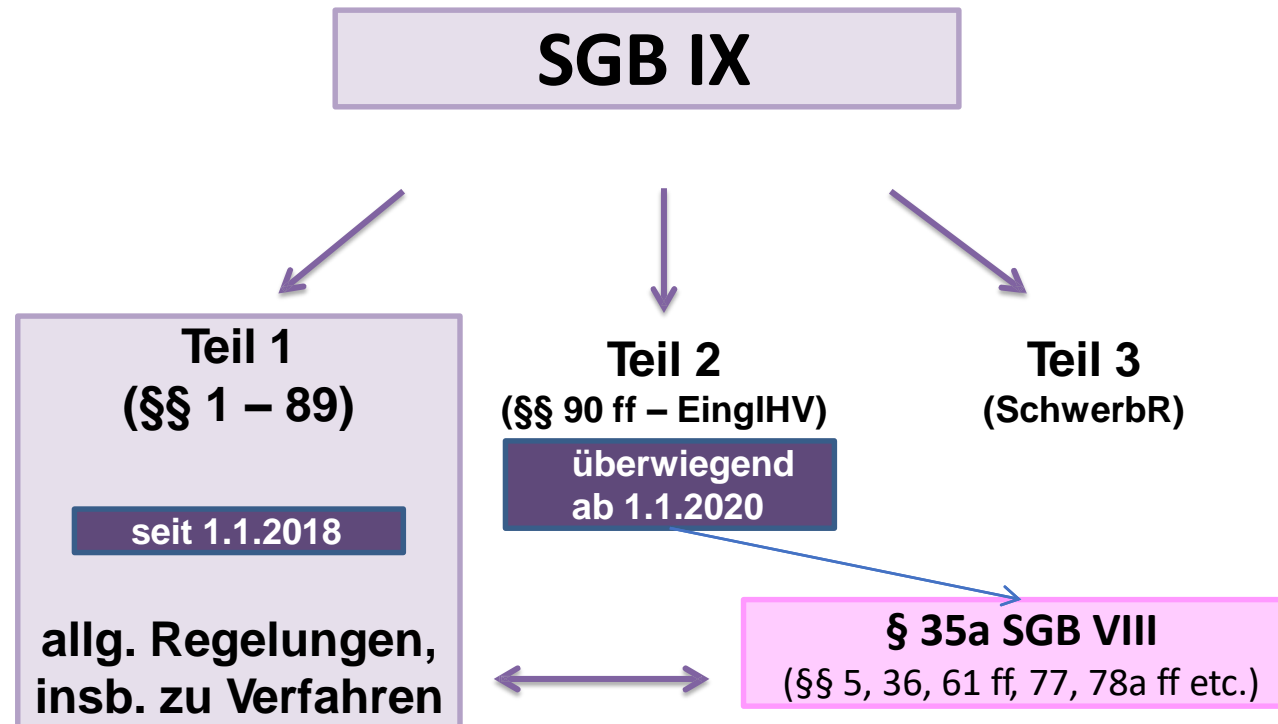 SGB IX
Teil 1
(§§ 1 – 89)
seit 1.1.2018
allg. Regelungen,
insb. zu Verfahren
Teil 2
(§§ 90 ff – EinglHV)
überwiegend
ab 1.1.2020
Teil 3
(SchwerbR)
§ 35a SGB VIII
(§§ 5, 36, 61 ff, 77, 78a ff etc.)